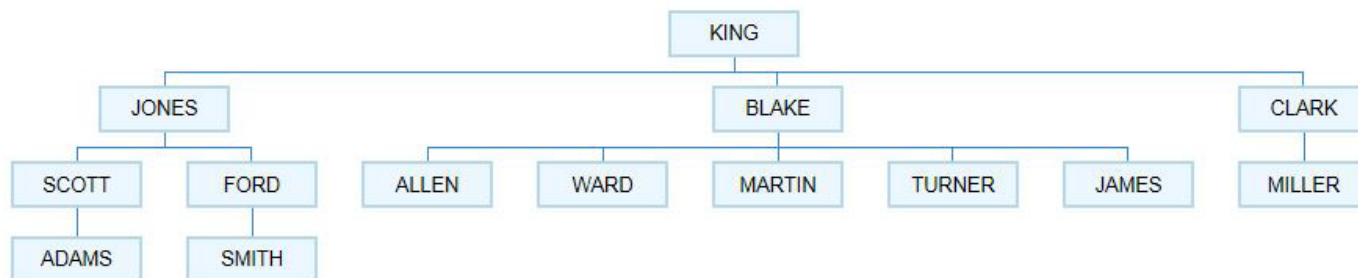 KING
JONES BLAKE CLARK
SCOTT FORD ALLEN WARD MARTIN TURNER JAMES MILLER
ADAMS SMITH